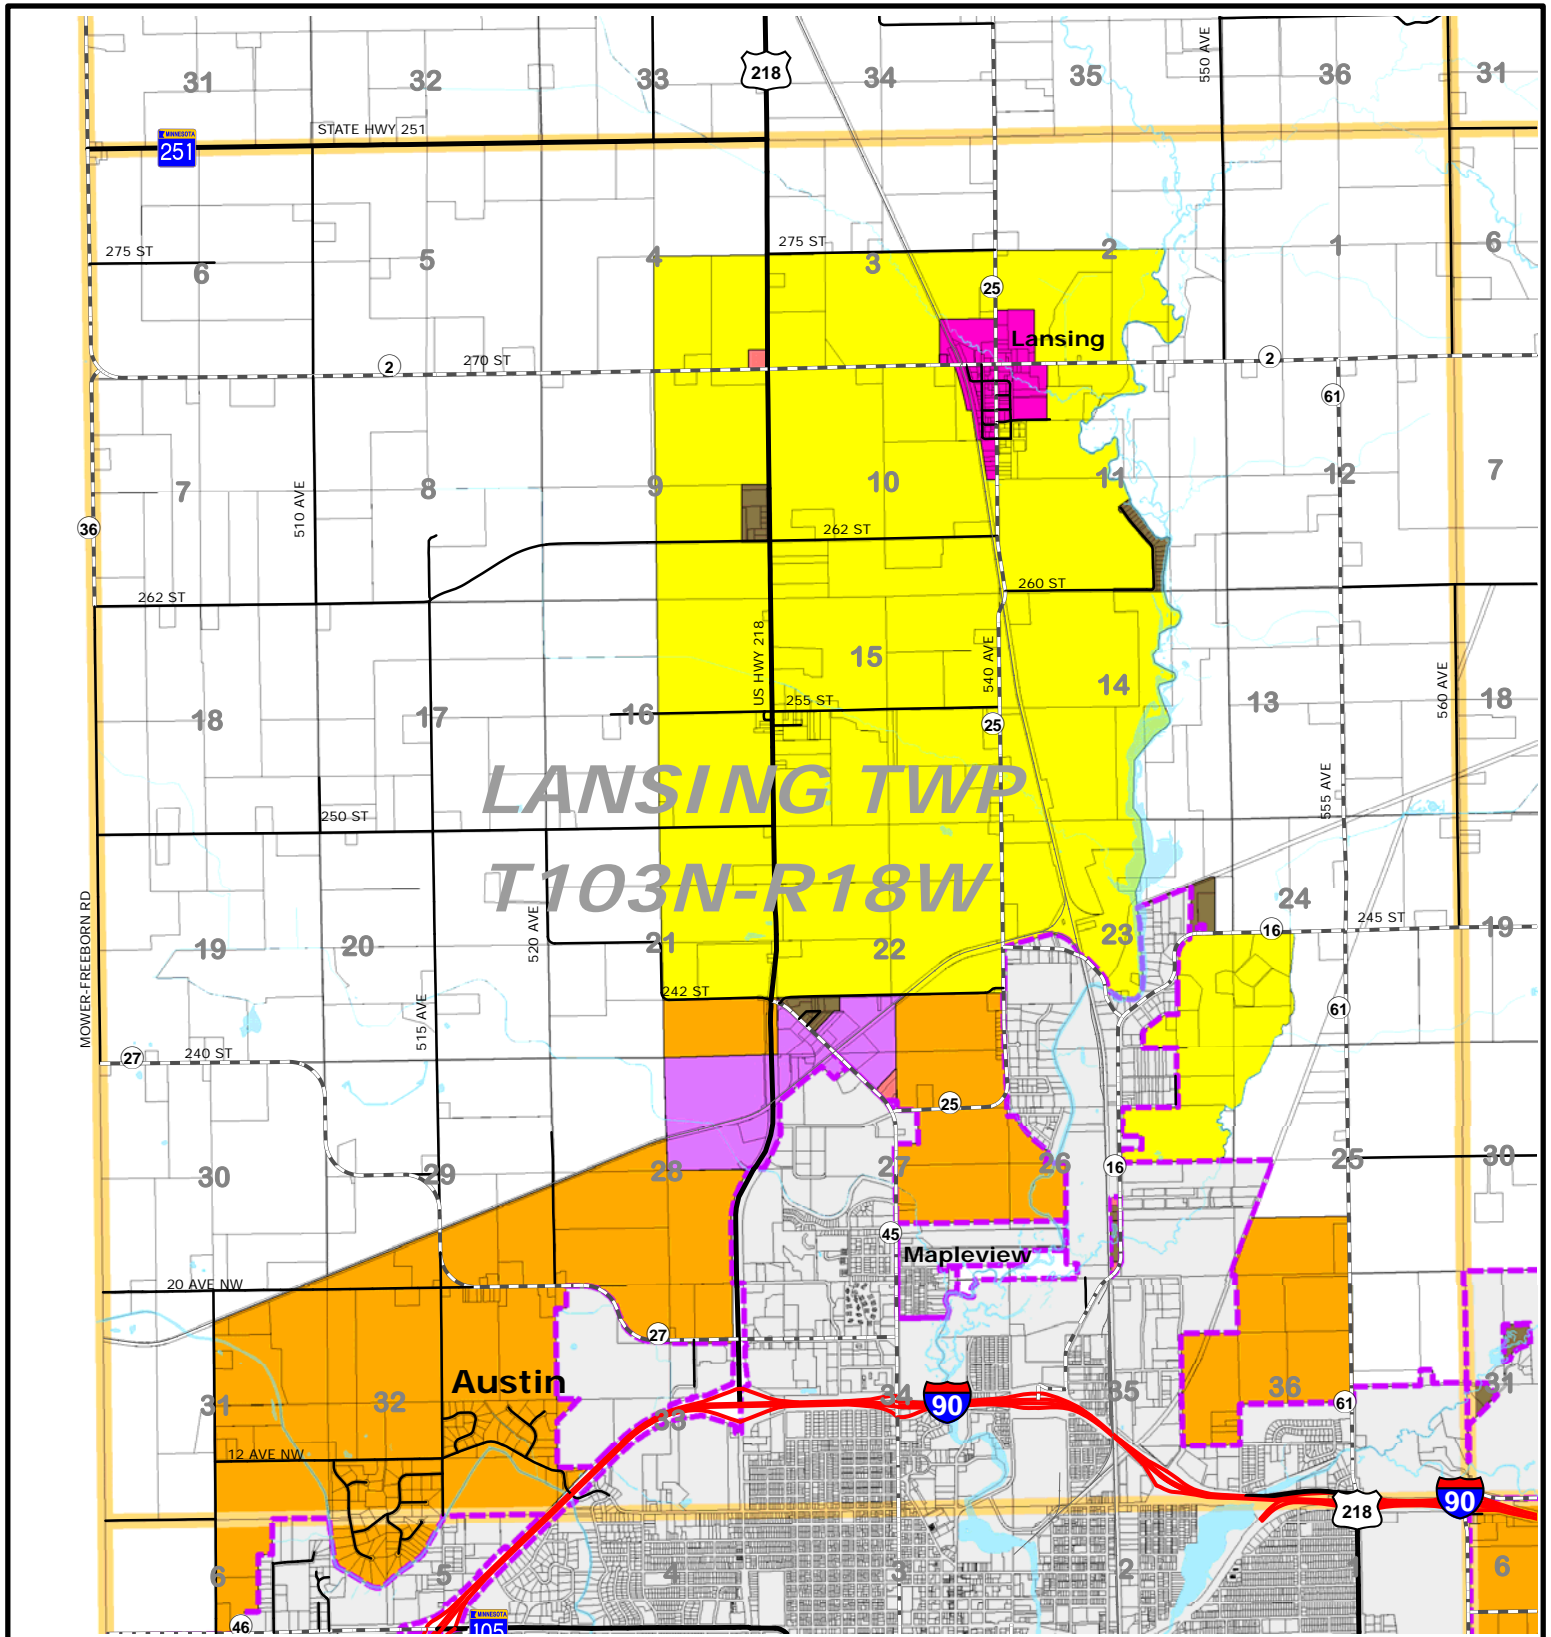 31
32
33
218
34
35
550 AVE
36
31
MINNESOTA
251
STATE HWY 251
275 ST
6
5
4
275 ST
3
2
1
6
25
Lansing
2
270 ST
2
61
7
510 AVE
8
9
10
11
12
7
36
262 ST
262 ST
260 ST
US HWY 218
15
540 AVE
14
13
560 AVE
18
18
17
16
255 ST
25
LANSING TWP
250 ST
555 AVE
T103N-R18W
MOWER-FREEBORN RD
19
20
520 AVE
21
22
23
24
16
245 ST
19
242 ST
515 AVE
61
27
240 ST
25
30
29
28
27
26
16
25
30
45
Mapleview
20 AVE NW
27
Austin
31
32
33
34
90
35
36
61
31
12 AVE NW
90
218
6
5
4
3
2
6
46
MINNESOTA
105